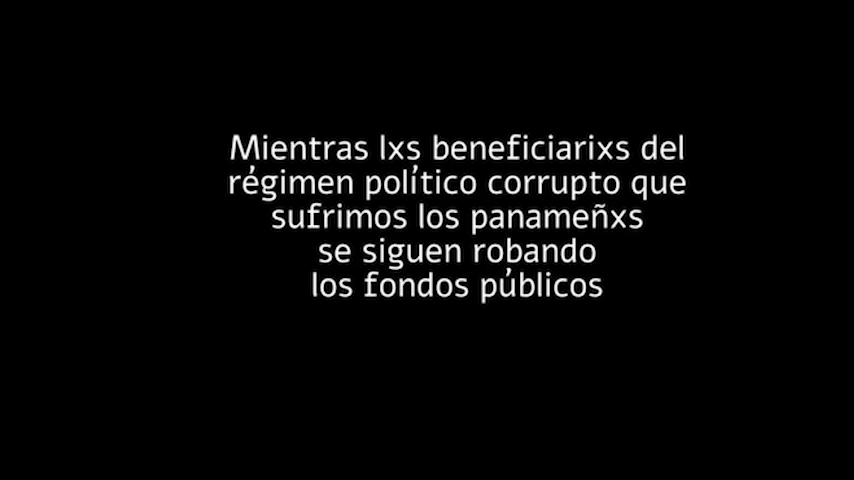 Mientras lxs beneficiarixs del
régimen político corrupto que
sufrimos los panameñxs
se siguen robando
los fondos públicos